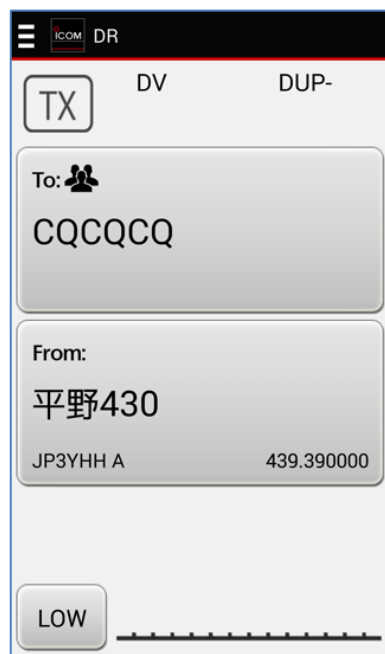 ICOM DR
TX DV DUP-
To:
CQCQCQ
From:
平野430
JP3YHH A 439.390000
LOW